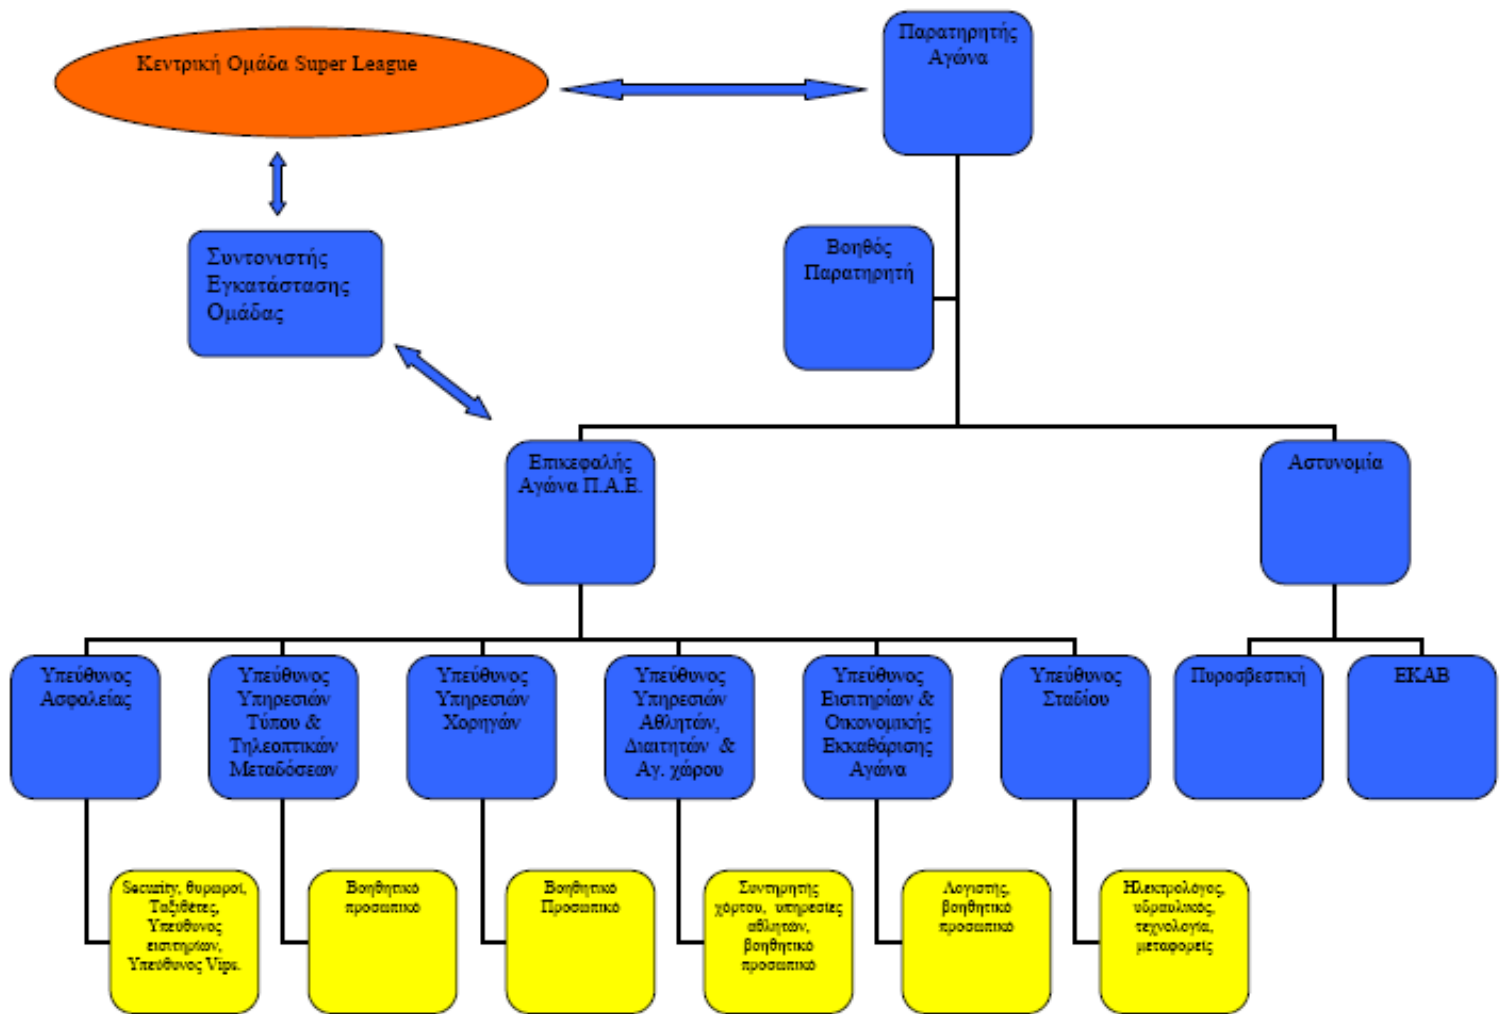 Κεντρική Ομάδα Super League
Παρατηρητής
Αγώνα
Συντονιστής
Εγκατάστασης
Ομάδας
Βοηθός
Παρατηρητή
Επικεφαλής
Αγώνα Π.Α.Ε.
Αστυνομία
Υπεύθυνος
Ασφαλείας
Υπεύθυνος
Υπηρεσιών
Τύπου &
Τηλεοπτικών
Μεταδόσεων
Υπεύθυνος
Υπηρεσιών
Χορηγών
Υπεύθυνος
Υπηρεσιών
Αθλητών,
Διαιτητών &
Αγ. χώρου
Υπεύθυνος
Εισιτηρίων &
Οικονομικής
Εκκαθάρισης
Αγώνα
Υπεύθυνος
Σταδίου
Πυροσβεστική
ΕΚΑΒ
Security, θυρωροί,
Ταξιθέτες,
Υπεύθυνος
εισιτηρίων,
Υπεύθυνος Vips.
Βοηθητικό
προσωπικό
Βοηθητικό
Προσωπικό
Συντηρητής
χόρτου, υπηρεσίες
αθλητών,
βοηθητικό
προσωπικό
Λογιστής,
βοηθητικό
προσωπικό
Ηλεκτρολόγος,
υδραυλικός,
τεχνολογία,
μεταφορείς